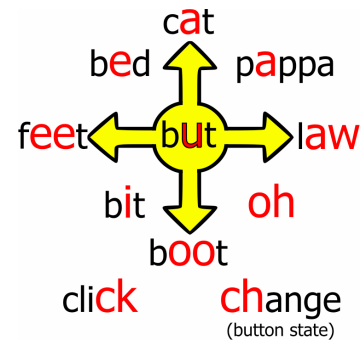 cat
bed pappa
feet but law
bit oh
boot
click change
(button state)